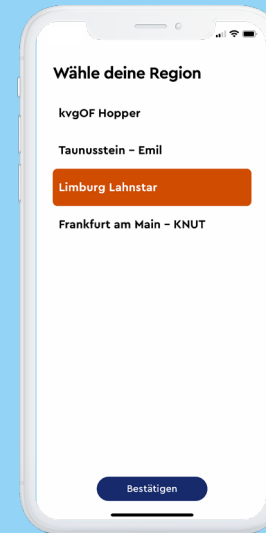 Wähle deine Region
kvgOF Hopper
Taunusstein – Emil
Limburg Lahnstar
Frankfurt am Main – KNUT
Bestätigen